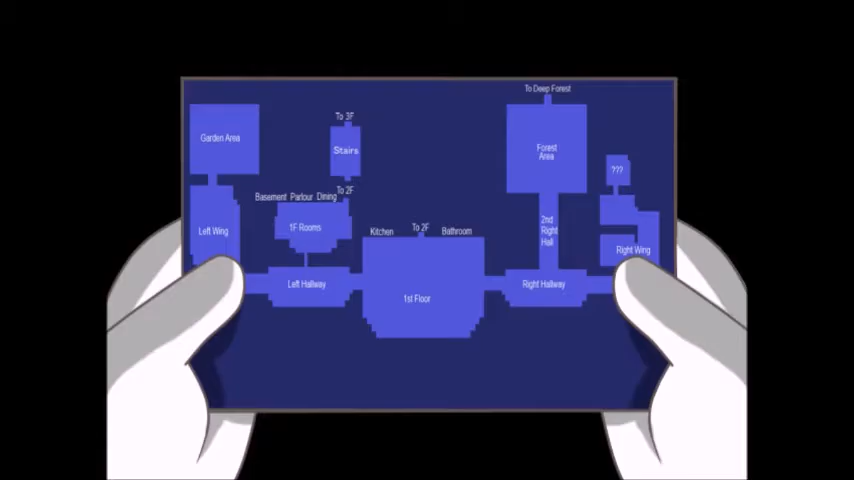 To Deep Forest
To 3F
Garden Area
Stairs
Forest
Area
???
To 2F
Basement Parlour Dining
1F Rooms
2nd
Right
Hall
Left Wing
Kitchen
To 2F
Bathroom
Right Wing
Left Hallway
Right Hallway
1st Floor